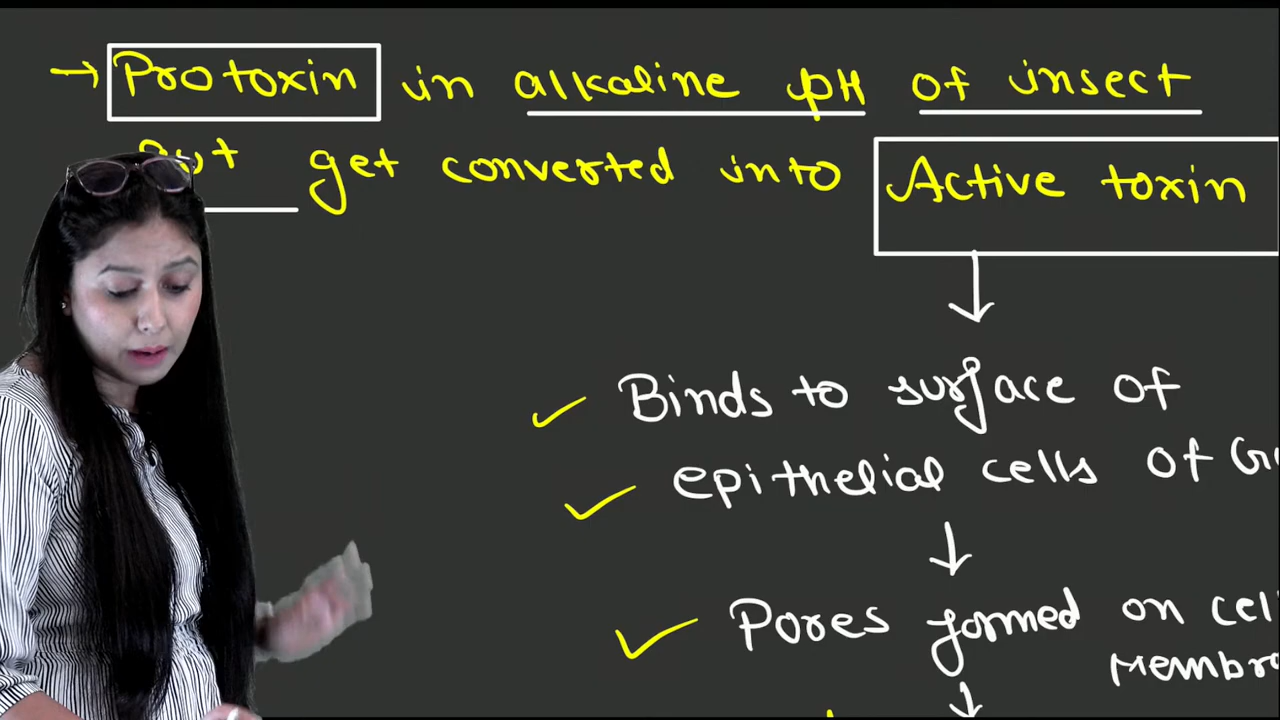 → Protoxin in alkaline pH of insect
get converted into Active toxin
↓
✓ Binds to surface of
✓ epithelial cells of
↓
✓ Pores formed on cell
↓